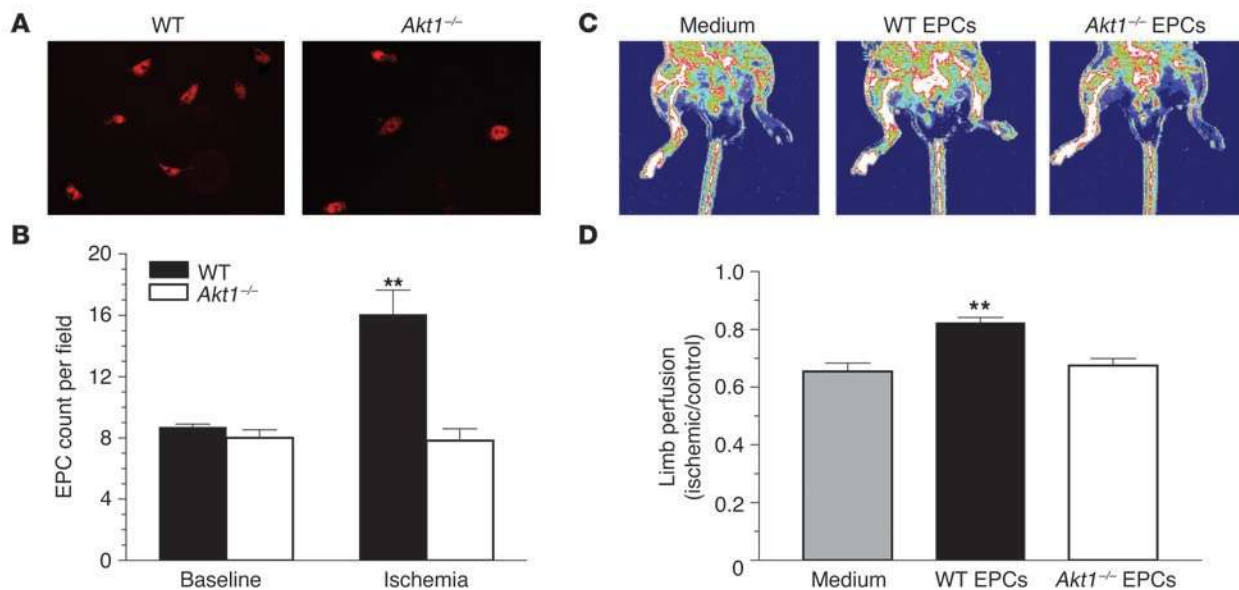 A
WT
Akt1–/–
C
Medium
WT EPCs
Akt1–/– EPCs
B
EPC count per field
20
16
12
8
4
0
WT
Akt1–/–
**
Baseline
Ischemia
D
Limb perfusion
(ischemic/control)
1.0
0.8
0.6
0.4
0.2
0
**
Medium
WT EPCs
Akt1–/– EPCs